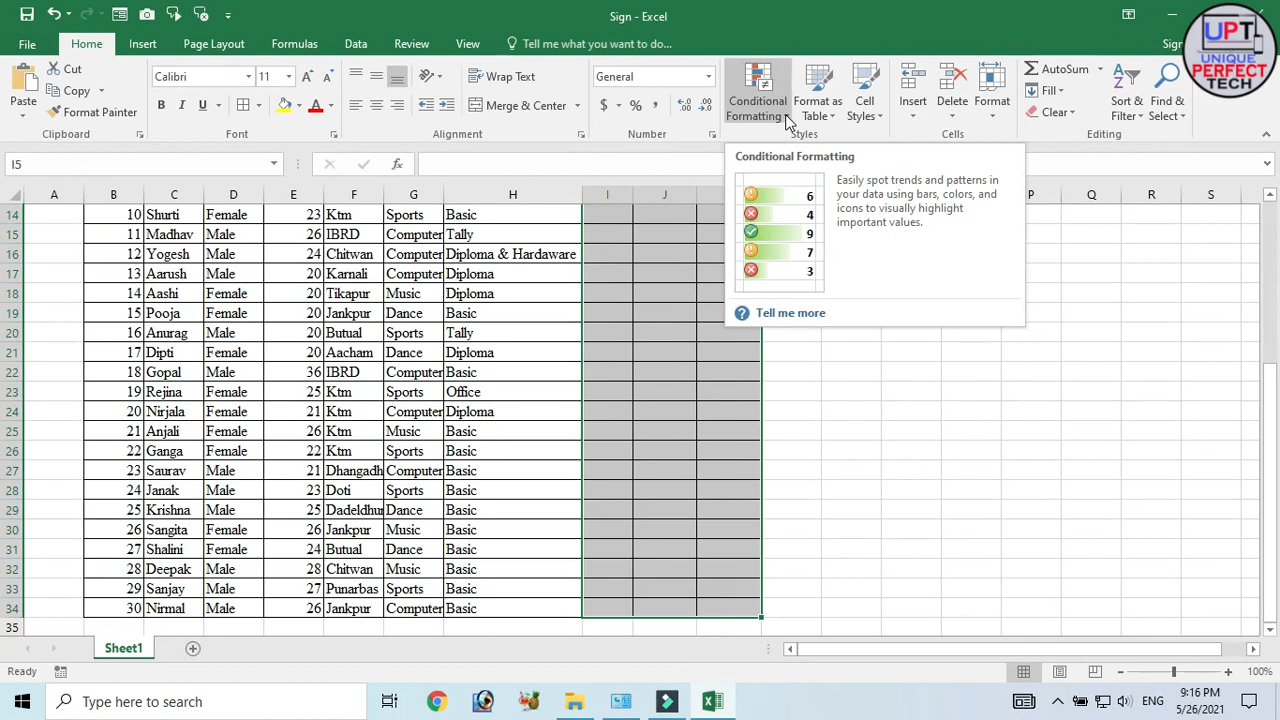 Sign - Excel
UPT
UNIQUE
PERFECT
TECH
File Home Insert Page Layout Formulas Data Review View Tell me what you want to do... Sign
Paste
Cut
Copy
Format Painter
Clipboard
Calibri 11
B I U A A A
Font
Wrap Text
Merge & Center
Alignment
General
$ % ,
Number
Conditional
Formatting
Format as
Table
Cell
Styles
Styles
Insert
Delete
Format
Cells
AutoSum
Fill
Clear
Sort &
Filter
Find &
Select
Editing
I5 fx
Conditional Formatting
Easily spot trends and patterns in
your data using bars, colors, and
icons to visually highlight
important values.
6
4
9
7
3
Tell me more
A B C D E F G H I J P Q R S
14 10 Shurti Female 23 Ktm Sports Basic
15 11 Madhav Male 26 IBRD Computer Tally
16 12 Yogesh Male 24 Chitwan Computer Diploma & Hardaware
17 13 Aarush Male 20 Karnali Computer Diploma
18 14 Aashi Female 20 Tikapur Music Diploma
19 15 Pooja Female 20 Jankpur Dance Basic
20 16 Anurag Male 20 Butual Sports Tally
21 17 Dipti Female 20 Aacham Dance Diploma
22 18 Gopal Male 36 IBRD Computer Basic
23 19 Rejina Female 25 Ktm Sports Office
24 20 Nirjala Female 21 Ktm Computer Diploma
25 21 Anjali Female 26 Ktm Music Basic
26 22 Ganga Female 22 Ktm Sports Basic
27 23 Saurav Male 21 Dhangadh Computer Basic
28 24 Janak Male 23 Doti Sports Basic
29 25 Krishna Male 25 Dadeldhur Dance Basic
30 26 Sangita Female 26 Jankpur Music Basic
31 27 Shalini Female 24 Butual Dance Basic
32 28 Deepak Male 28 Chitwan Music Basic
33 29 Sanjay Male 27 Punarbas Sports Basic
34 30 Nirmal Male 26 Jankpur Computer Basic
35
Sheet1
Ready 100%
Type here to search
ENG
9:16 PM
5/26/2021